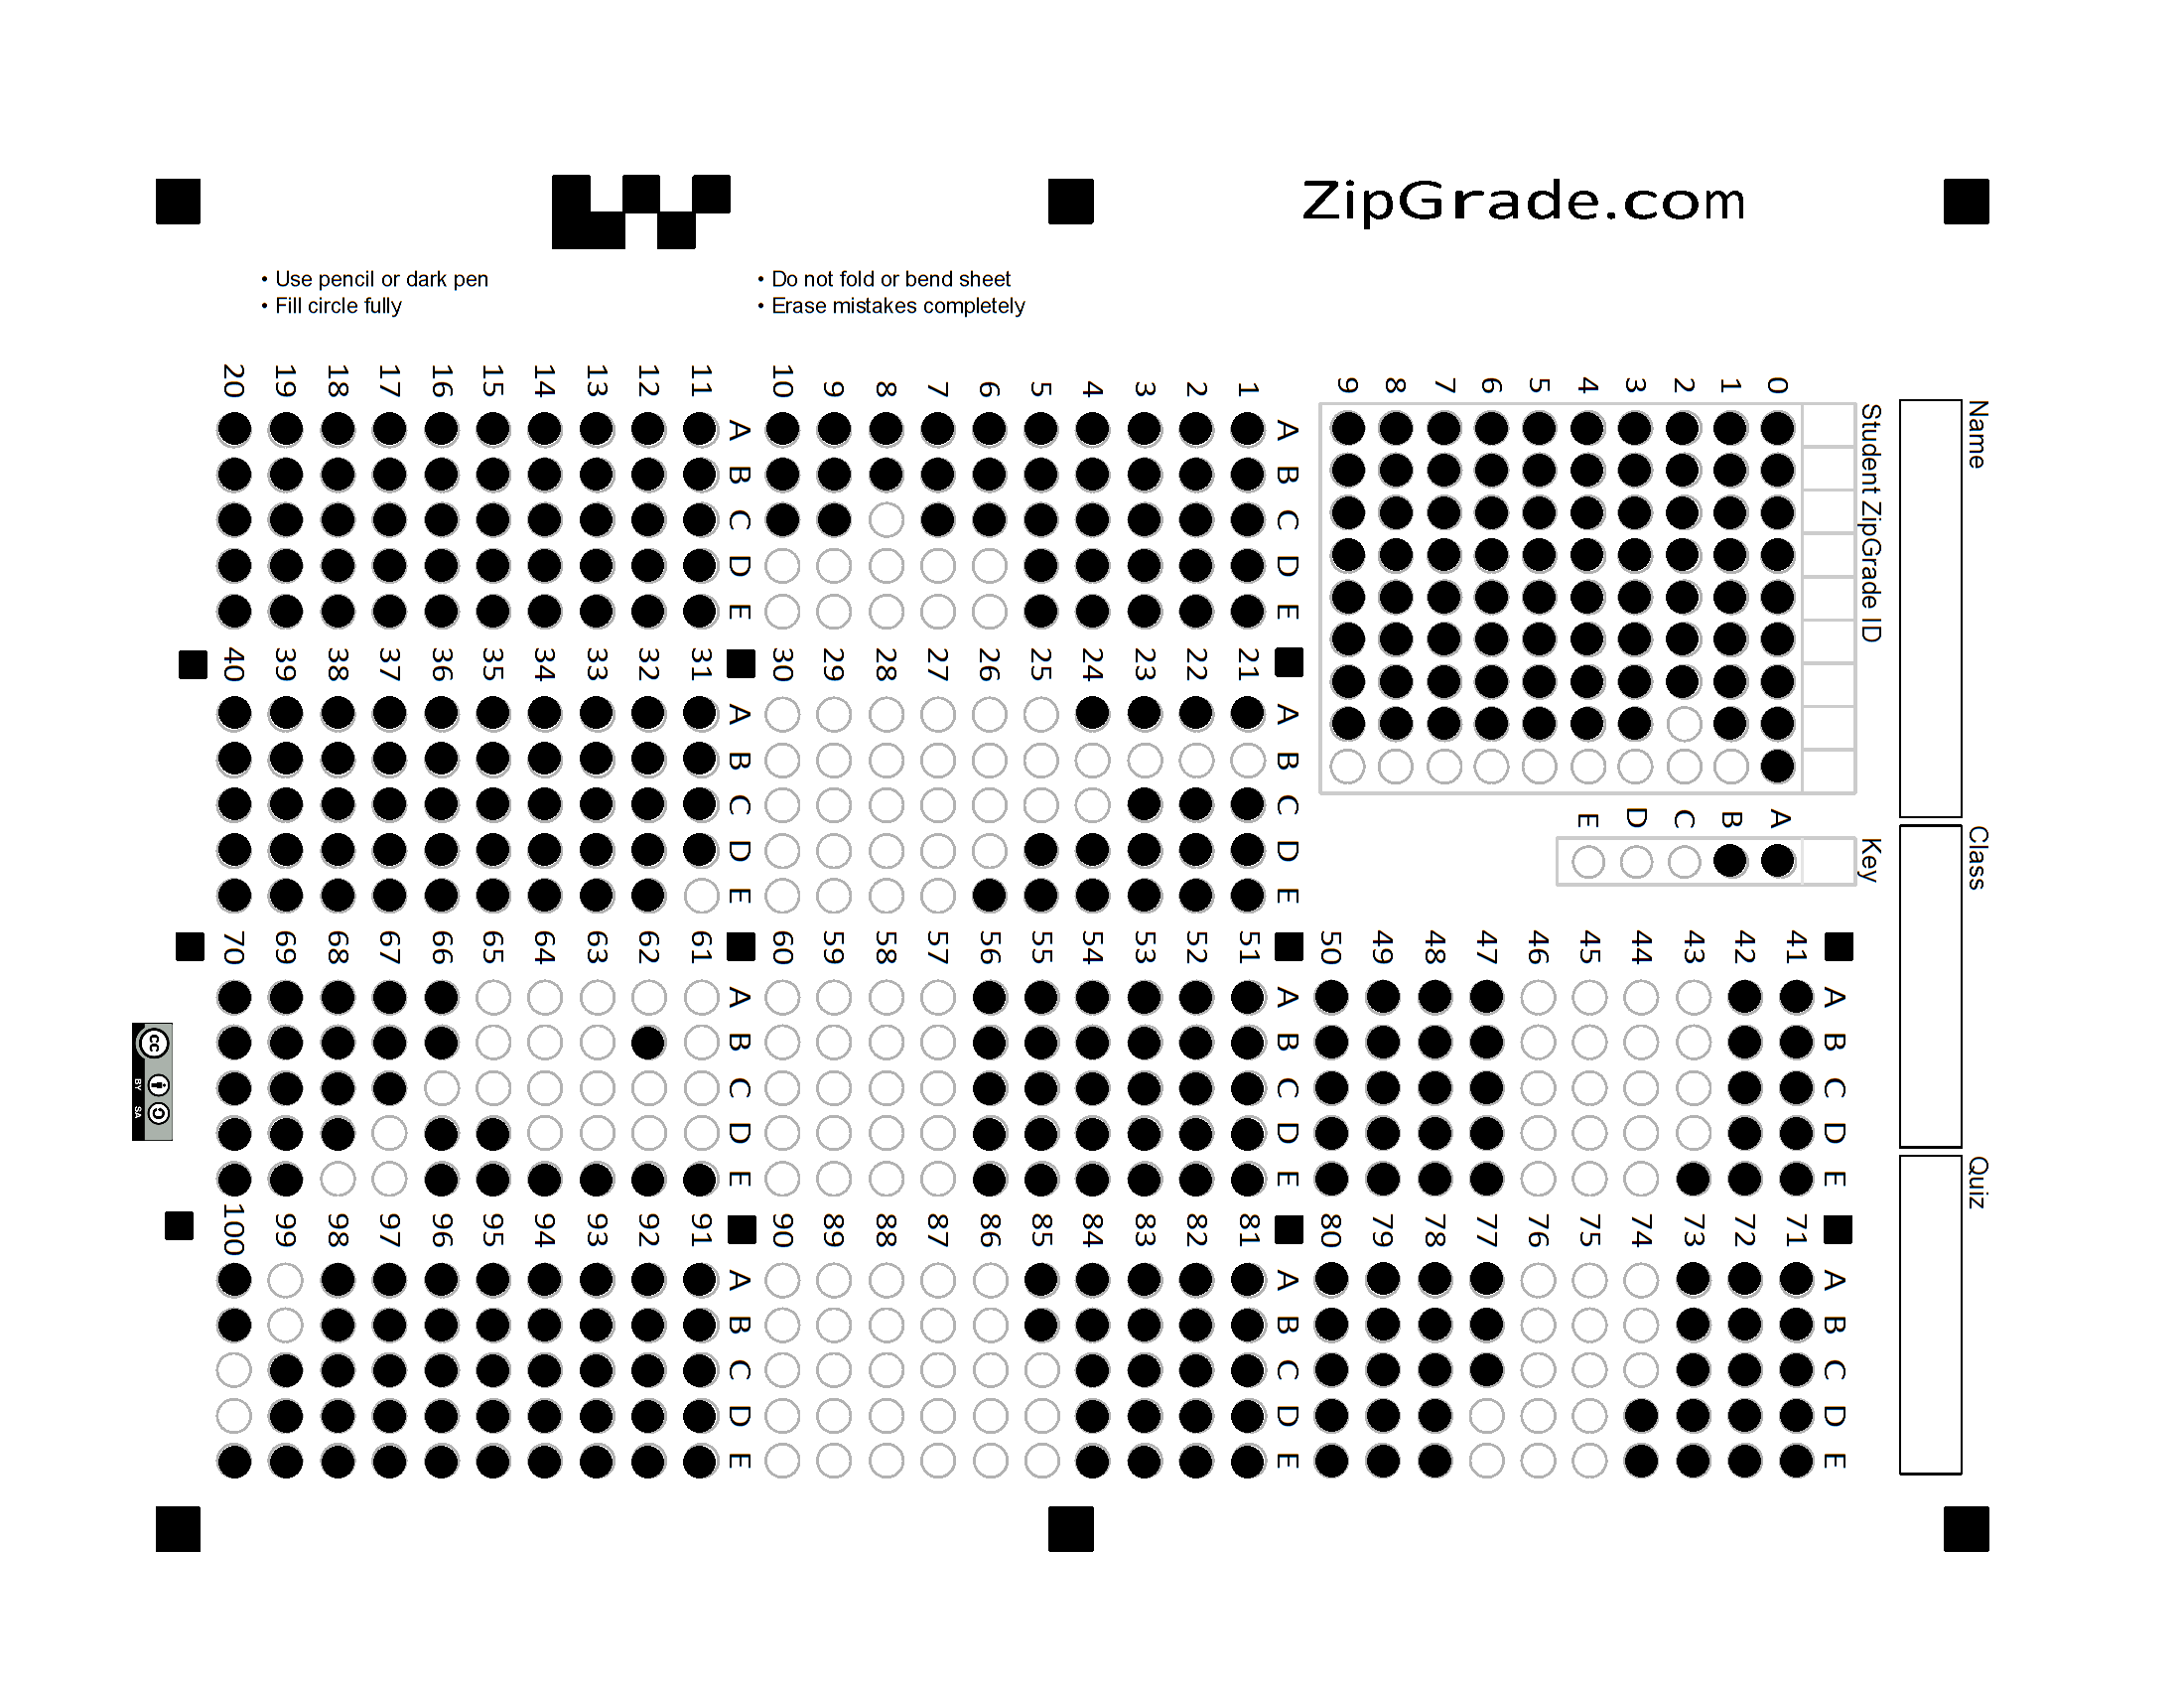 ZipGrade.com
• Use pencil or dark pen
• Fill circle fully
• Do not fold or bend sheet
• Erase mistakes completely
Name
Class
Quiz
Student ZipGrade ID
0 1 2 3 4 5 6 7 8 9
Key
A B C D E
A B C D E
1 2 3 4 5 6 7 8 9 10
A B C D E
11 12 13 14 15 16 17 18 19 20
A B C D E
21 22 23 24 25 26 27 28 29 30
A B C D E
31 32 33 34 35 36 37 38 39 40
A B C D E
41 42 43 44 45 46 47 48 49 50
A B C D E
51 52 53 54 55 56 57 58 59 60
A B C D E
61 62 63 64 65 66 67 68 69 70
A B C D E
71 72 73 74 75 76 77 78 79 80
A B C D E
81 82 83 84 85 86 87 88 89 90
A B C D E
91 92 93 94 95 96 97 98 99 100
A B C D E
cc
BY SA